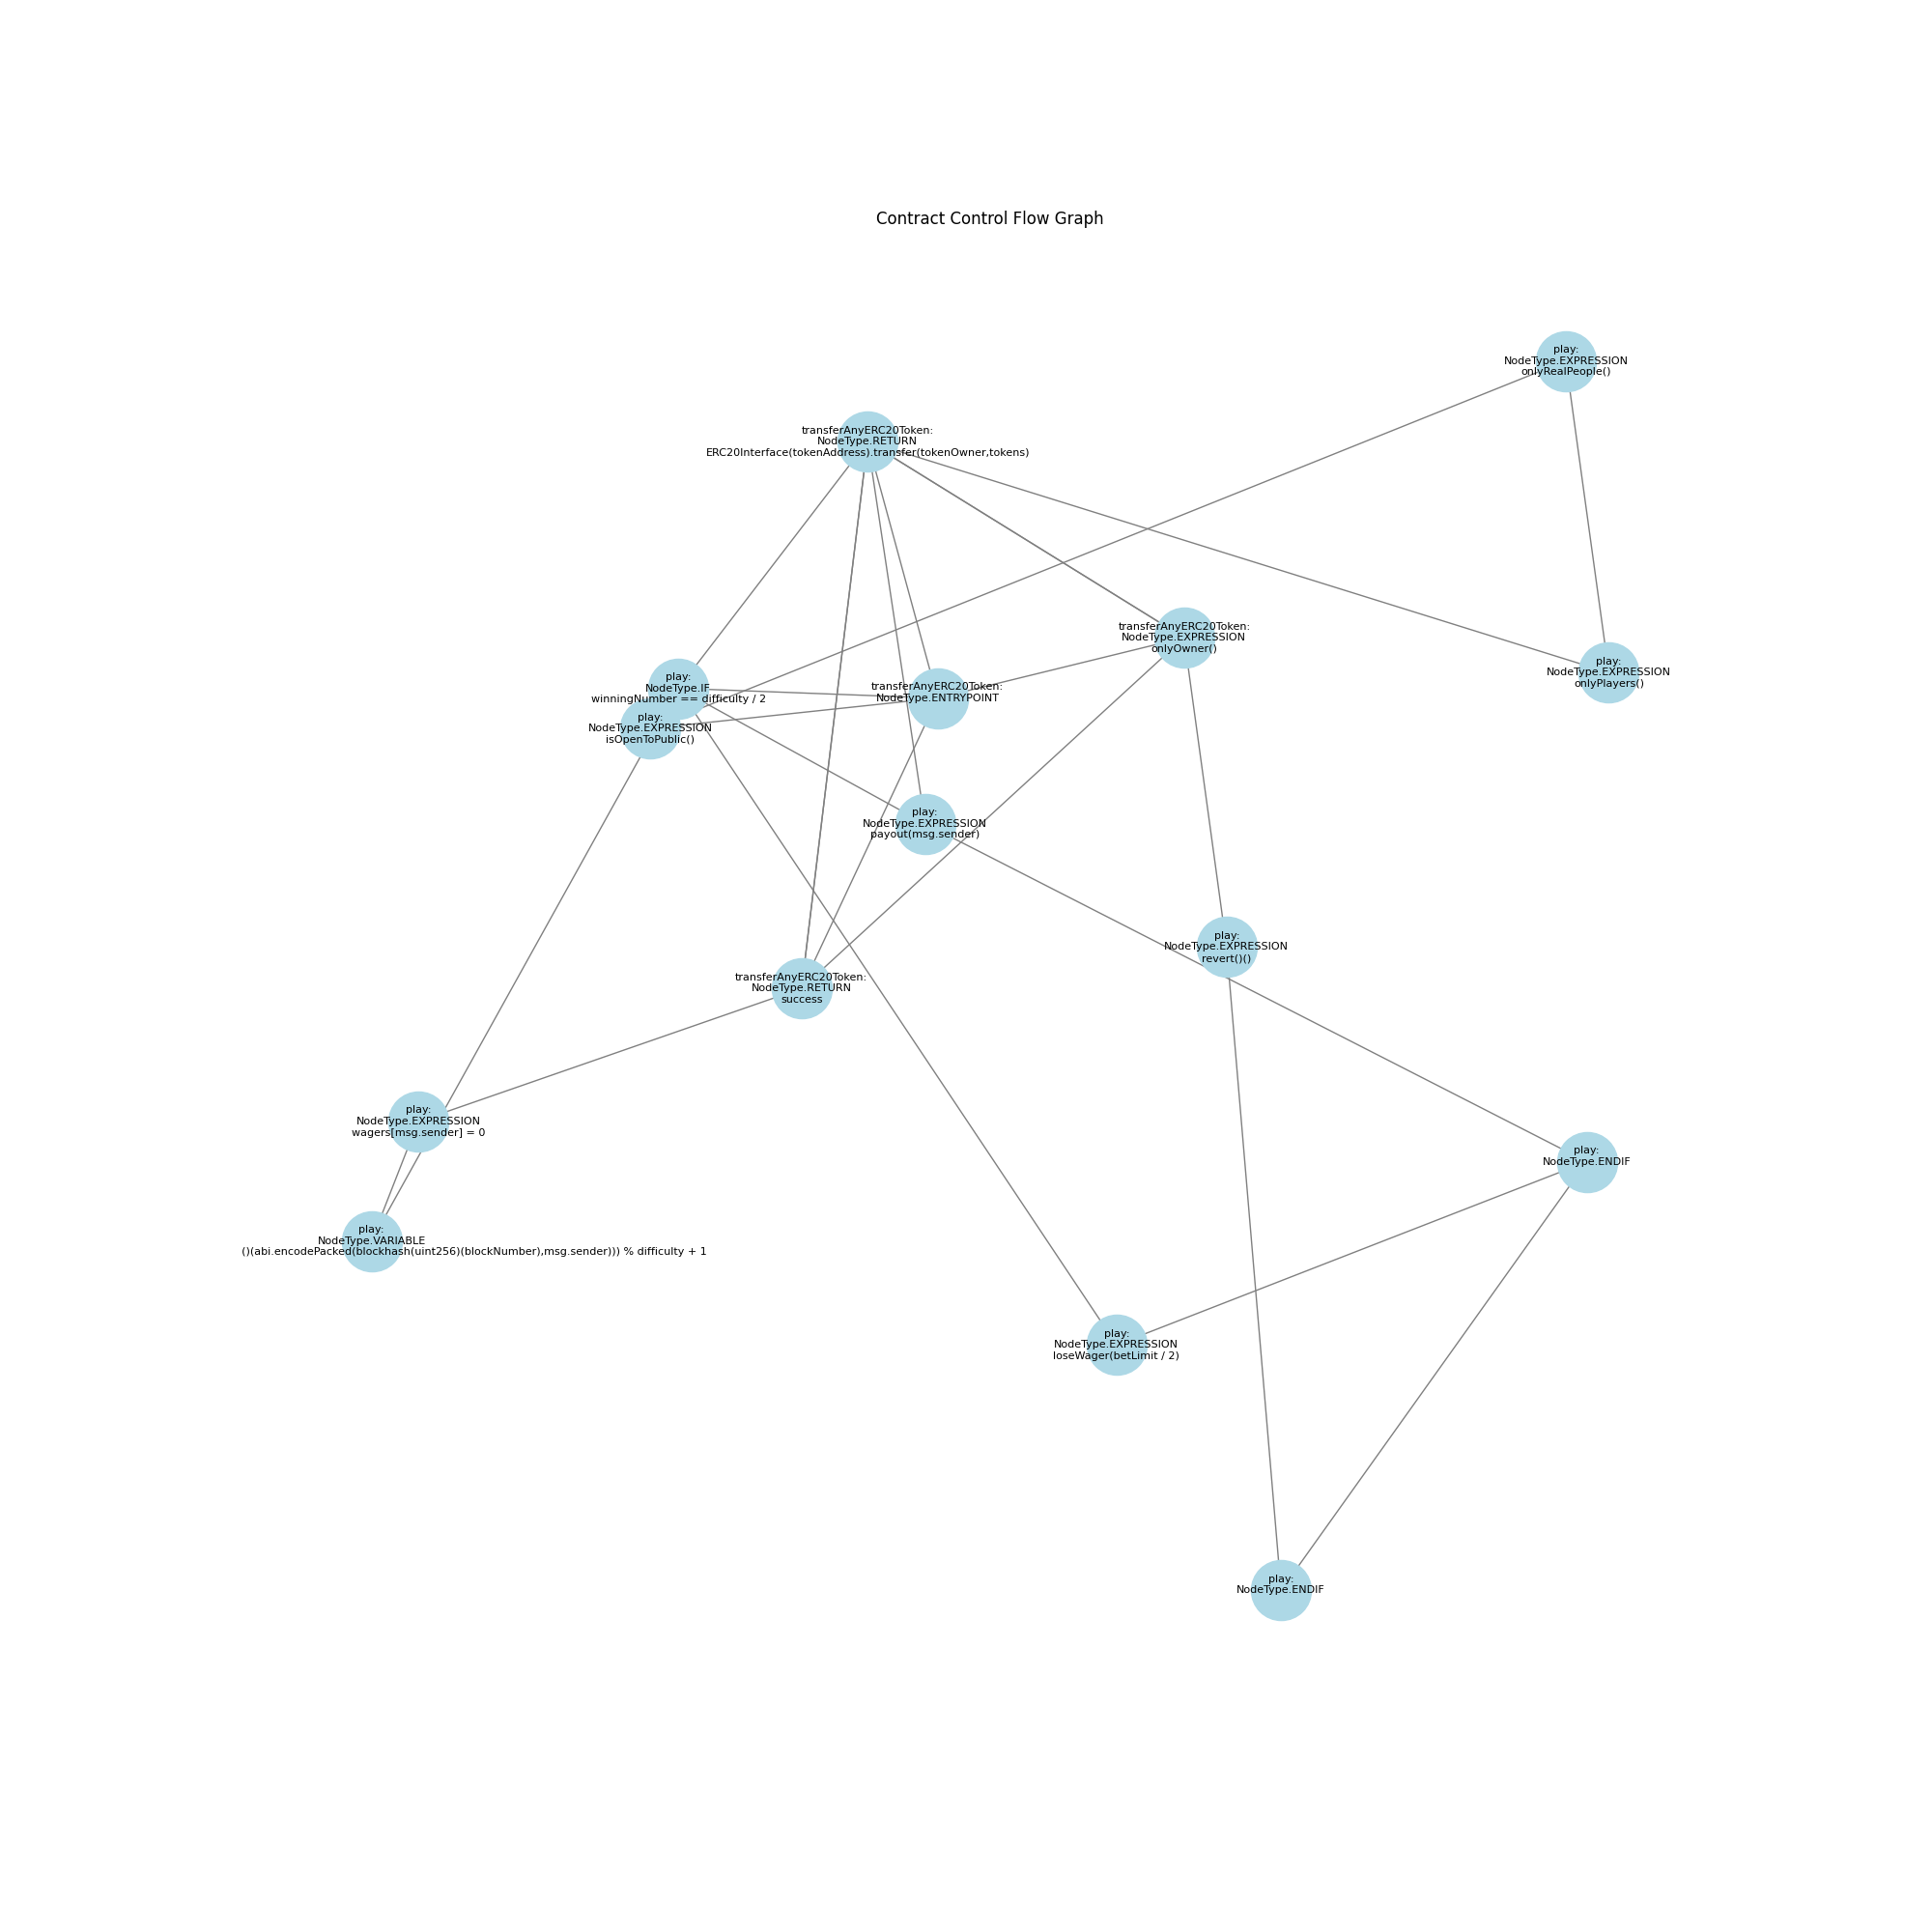 Contract Control Flow Graph
play:
NodeType.EXPRESSION
onlyRealPeople()
transferAnyERC20Token:
NodeType.RETURN
ERC20Interface(tokenAddress).transfer(tokenOwner,tokens)
transferAnyERC20Token:
NodeType.EXPRESSION
onlyOwner()
play:
NodeType.EXPRESSION
onlyPlayers()
play:
NodeType.IF
winningNumber == difficulty / 2
transferAnyERC20Token:
NodeType.ENTRYPOINT
play:
NodeType.EXPRESSION
isOpenToPublic()
play:
NodeType.EXPRESSION
payout(msg.sender)
play:
NodeType.EXPRESSION
revert()()
transferAnyERC20Token:
NodeType.RETURN
success
play:
NodeType.EXPRESSION
wagers[msg.sender] = 0
play:
NodeType.ENDIF
play:
NodeType.VARIABLE
()(abi.encodePacked(blockhash(uint256)(blockNumber),msg.sender))) % difficulty + 1
play:
NodeType.EXPRESSION
loseWager(betLimit / 2)
play:
NodeType.ENDIF